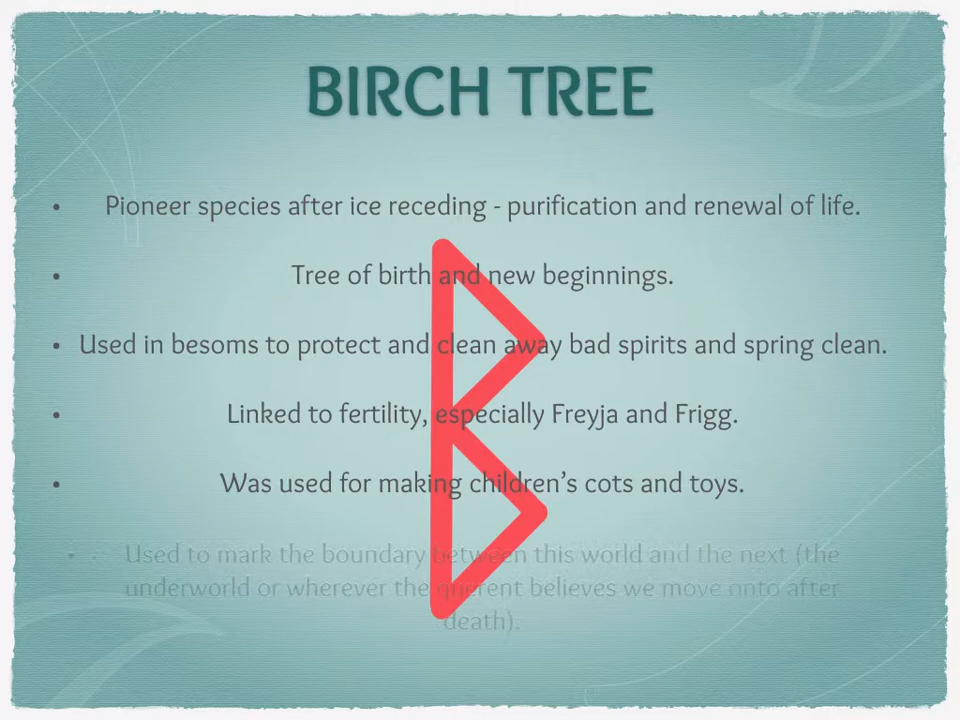 BIRCH TREE
• Pioneer species after ice receding - purification and renewal of life.
• Tree of birth and new beginnings.
• Used in besoms to protect and clean away bad spirits and spring clean.
• Linked to fertility, especially Freyja and Frigg.
• Was used for making children's cots and toys.
• Used to mark the boundary between this world and the next (the
underworld or wherever the querent believes we move onto after
death).